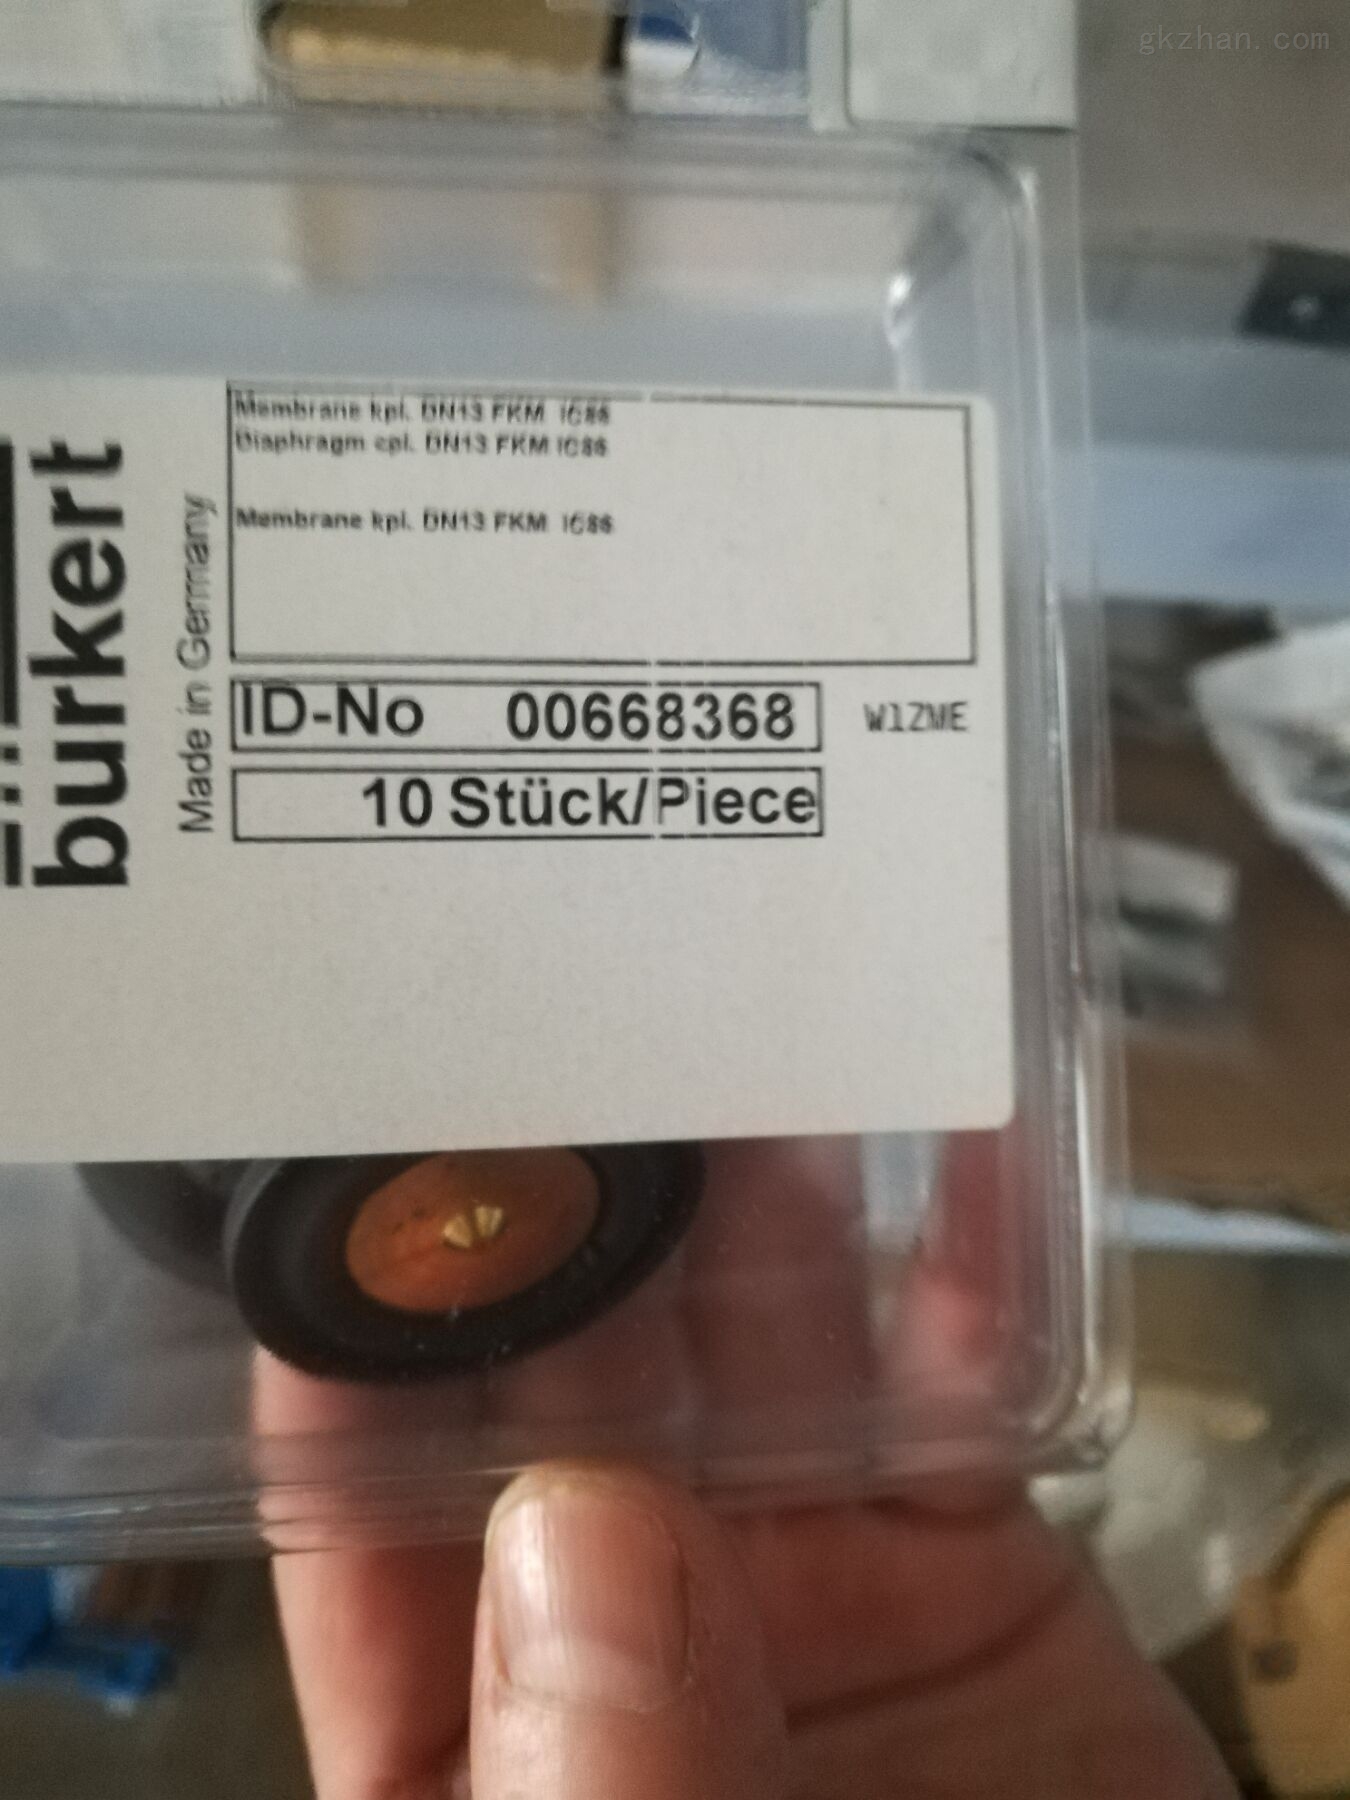 gkzhan.com
Membrane kpl. DN13 FKM IC86
Diaphragm cpl. DN13 FKM IC86
Membrane kpl. DN13 FKM IC86
burkert
Made in Germany
ID-No 00668368
W1ZME
10 Stück/Piece